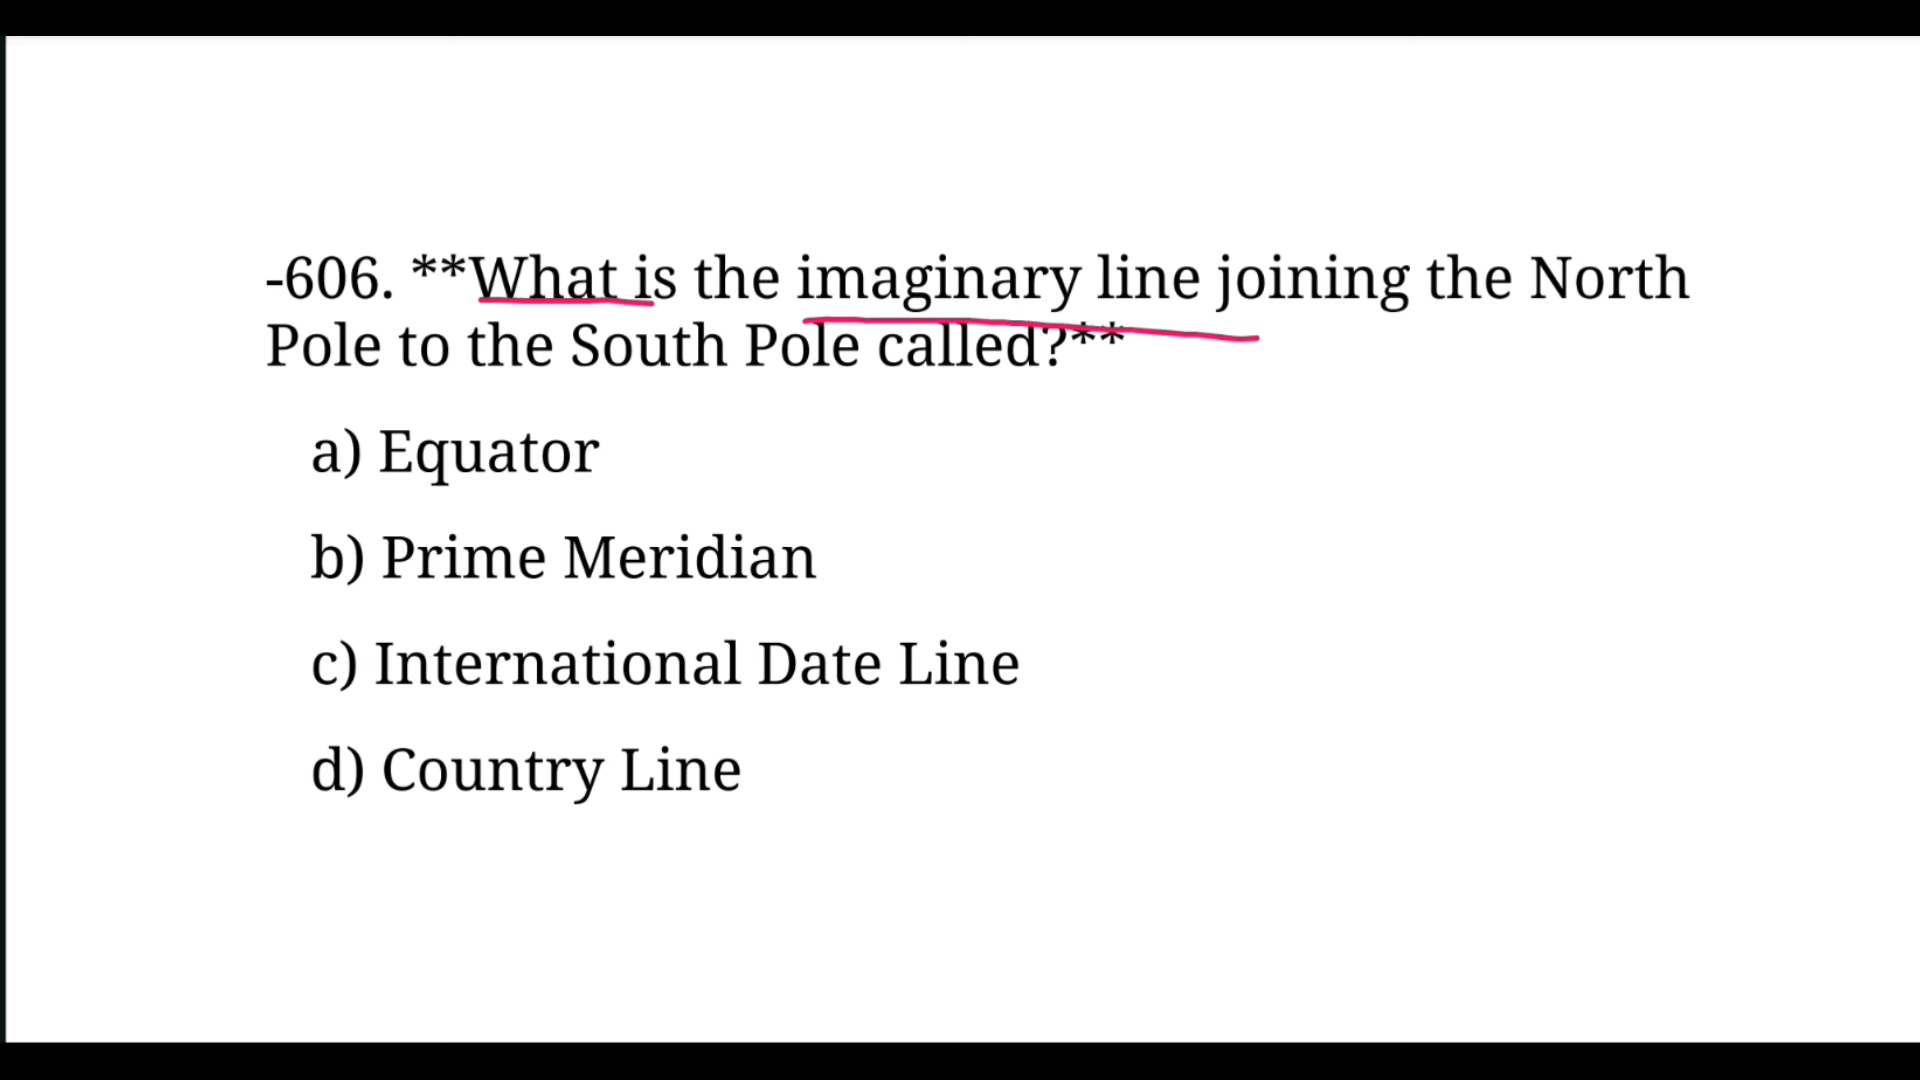 -606. **What is the imaginary line joining the North
Pole to the South Pole called?**
a) Equator
b) Prime Meridian
c) International Date Line
d) Country Line